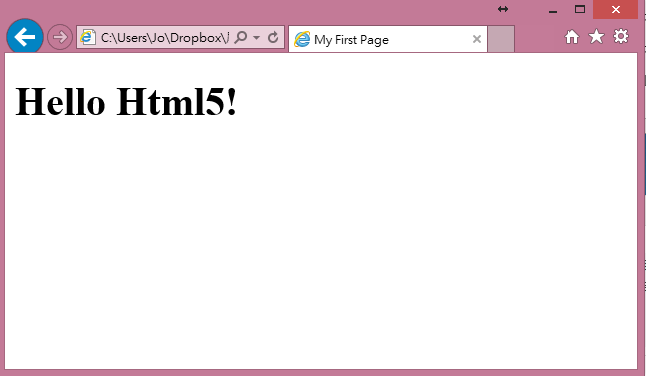 C:\Users\Jo\Dropbox\
My First Page
Hello Html5!